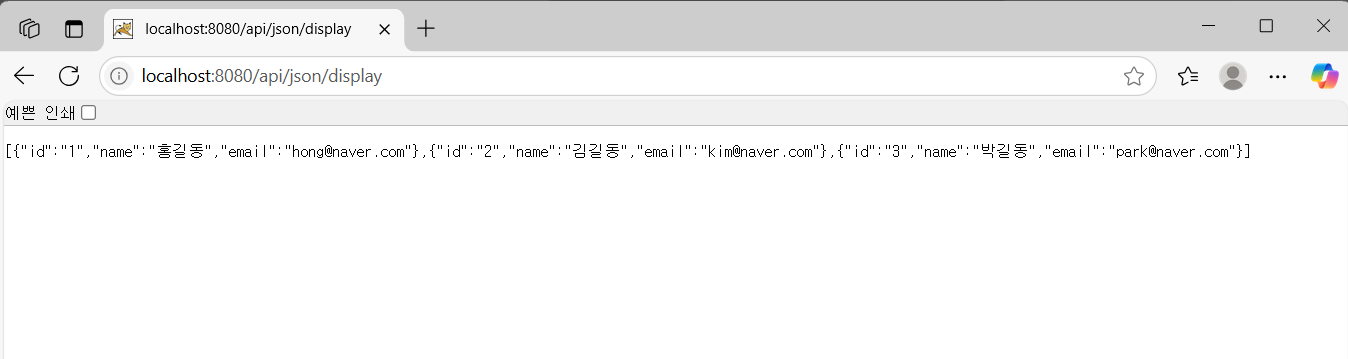 localhost:8080/api/json/display
localhost:8080/api/json/display
예쁜 인쇄
[{"id":"1","name":"홍길동","email":"hong@naver.com"},{"id":"2","name":"김길동","email":"kim@naver.com"},{"id":"3","name":"박길동","email":"park@naver.com"}]